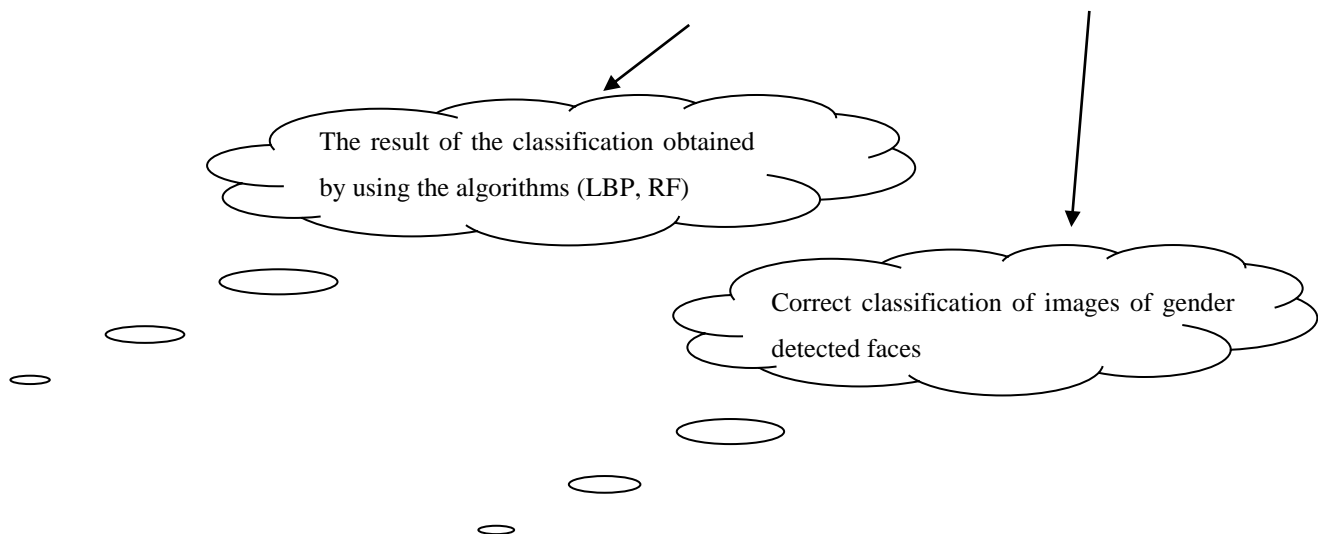 The result of the classification obtained
by using the algorithms (LBP, RF)
Correct classification of images of gender
detected faces